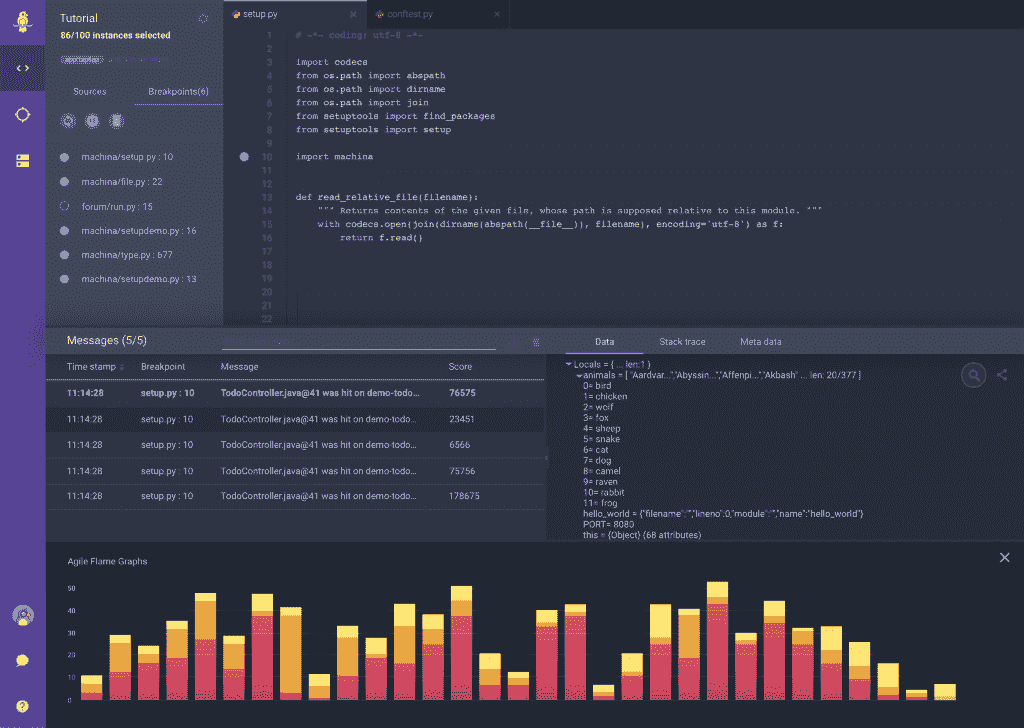 Tutorial
86/100 instances selected
Sources
Breakpoints(6)
machina/setup.py : 10
machina/file.py : 22
forum/run.py : 15
machina/setupdemo.py : 16
machina/type.py : 677
machina/setupdemo.py : 13
setup.py
conftest.py
1 # -*- coding: utf-8 -*-
2
3 import codecs
4 from os.path import abspath
5 from os.path import dirname
6 from os.path import join
7 from setuptools import find_packages
8 from setuptools import setup
9
10 import machina
11
12
13 def read_relative_file(filename):
14 """ Returns contents of the given file, whose path is supposed relative to this module. """
15 with codecs.open(join(dirname(abspath(__file__)), filename), encoding='utf-8') as f:
16 return f.read()
17
18
19
20
21
22
Messages (5/5)
Time stamp Breakpoint Message Score
11:14:28 setup.py : 10 TodoController.java@41 was hit on demo-todo... 76575
11:14:28 setup.py : 10 TodoController.java@41 was hit on demo-todo... 23451
11:14:28 setup.py : 10 TodoController.java@41 was hit on demo-todo... 6566
11:14:28 setup.py : 10 TodoController.java@41 was hit on demo-todo... 75756
11:14:28 setup.py : 10 TodoController.java@41 was hit on demo-todo... 178675
Data Stack trace Meta data
Locals = { ... len:1 }
animals = [ "Aardvar...","Abyssin...","Affenpi...","Akbash" ... len: 20/377 ]
0= bird
1= chicken
2= wolf
3= fox
4= sheep
5= snake
6= cat
7= dog
8= camel
9= raven
10= rabbit
11= frog
hello_world = {"filename":"","lineno":0,"module":"","name":"hello_world"}
PORT= 8080
this = {Object} (68 attributes)
Agile Flame Graphs
50
40
30
20
10
0
?